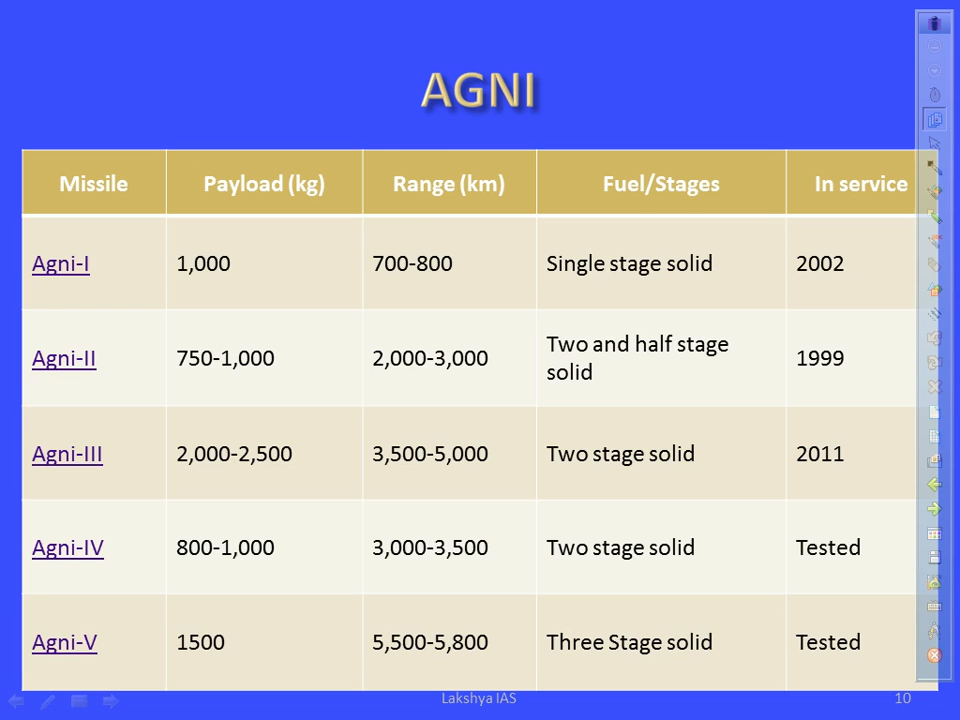 AGNI
Missile Payload (kg) Range (km) Fuel/Stages In service
Agni-I 1,000 700-800 Single stage solid 2002
Agni-II 750-1,000 2,000-3,000 Two and half stage solid 1999
Agni-III 2,000-2,500 3,500-5,000 Two stage solid 2011
Agni-IV 800-1,000 3,000-3,500 Two stage solid Tested
Agni-V 1500 5,500-5,800 Three Stage solid Tested
Lakshya IAS 10